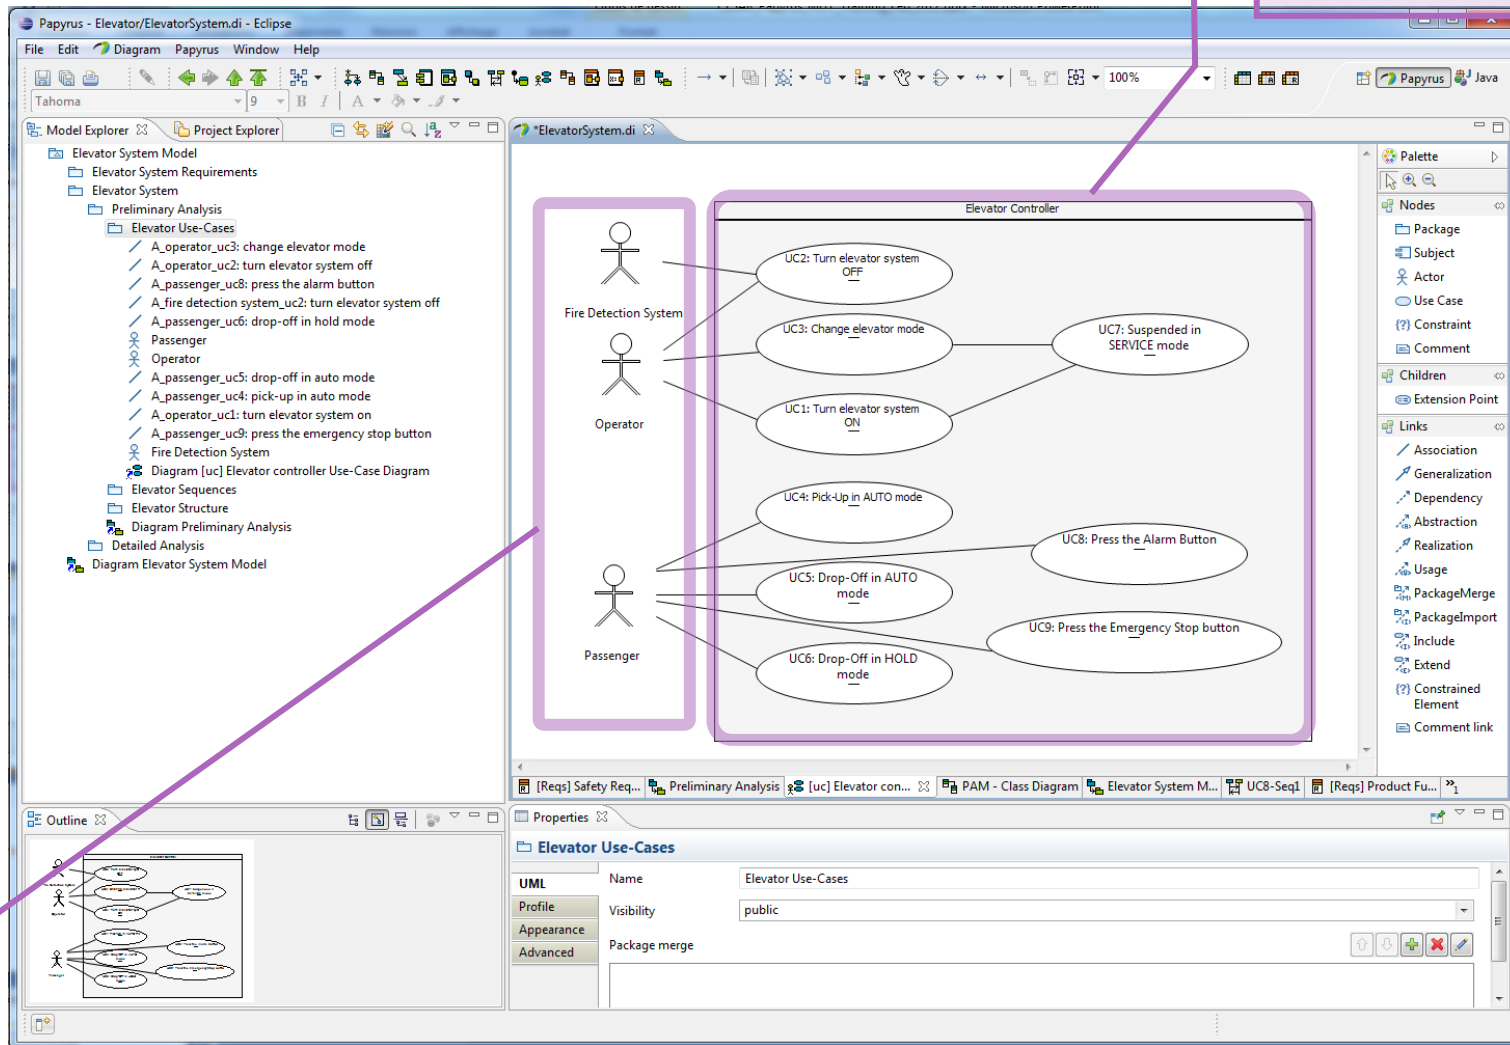 Papyrus - Elevator/ElevatorSystem.di - Eclipse
File Edit Diagram Papyrus Window Help
100%
Papyrus Java
Tahoma 9 B I A
Model Explorer Project Explorer
Elevator System Model
Elevator System Requirements
Elevator System
Preliminary Analysis
Elevator Use-Cases
A_operator_uc3: change elevator mode
A_operator_uc2: turn elevator system off
A_passenger_uc8: press the alarm button
A_fire detection system_uc2: turn elevator system off
A_passenger_uc6: drop-off in hold mode
Passenger
Operator
A_passenger_uc5: drop-off in auto mode
A_passenger_uc4: pick-up in auto mode
A_operator_uc1: turn elevator system on
A_passenger_uc9: press the emergency stop button
Fire Detection System
Diagram [uc] Elevator controller Use-Case Diagram
Elevator Sequences
Elevator Structure
Diagram Preliminary Analysis
Detailed Analysis
Diagram Elevator System Model
*ElevatorSystem.di
Elevator Controller
Fire Detection System
Operator
Passenger
UC2: Turn elevator system
OFF
UC3: Change elevator mode
UC7: Suspended in
SERVICE mode
UC1: Turn elevator system
ON
UC4: Pick-Up in AUTO mode
UC8: Press the Alarm Button
UC5: Drop-Off in AUTO
mode
UC9: Press the Emergency Stop button
UC6: Drop-Off in HOLD
mode
Palette
Nodes
Package
Subject
Actor
Use Case
{?} Constraint
Comment
Children
Extension Point
Links
Association
Generalization
Dependency
Abstraction
Realization
Usage
PackageMerge
PackageImport
Include
Extend
{?} Constrained
Element
Comment link
[Reqs] Safety Req... Preliminary Analysis [uc] Elevator con... PAM - Class Diagram Elevator System M... UC8-Seq1 [Reqs] Product Fu... »1
Outline
Properties
Elevator Use-Cases
UML
Profile
Appearance
Advanced
Name Elevator Use-Cases
Visibility public
Package merge